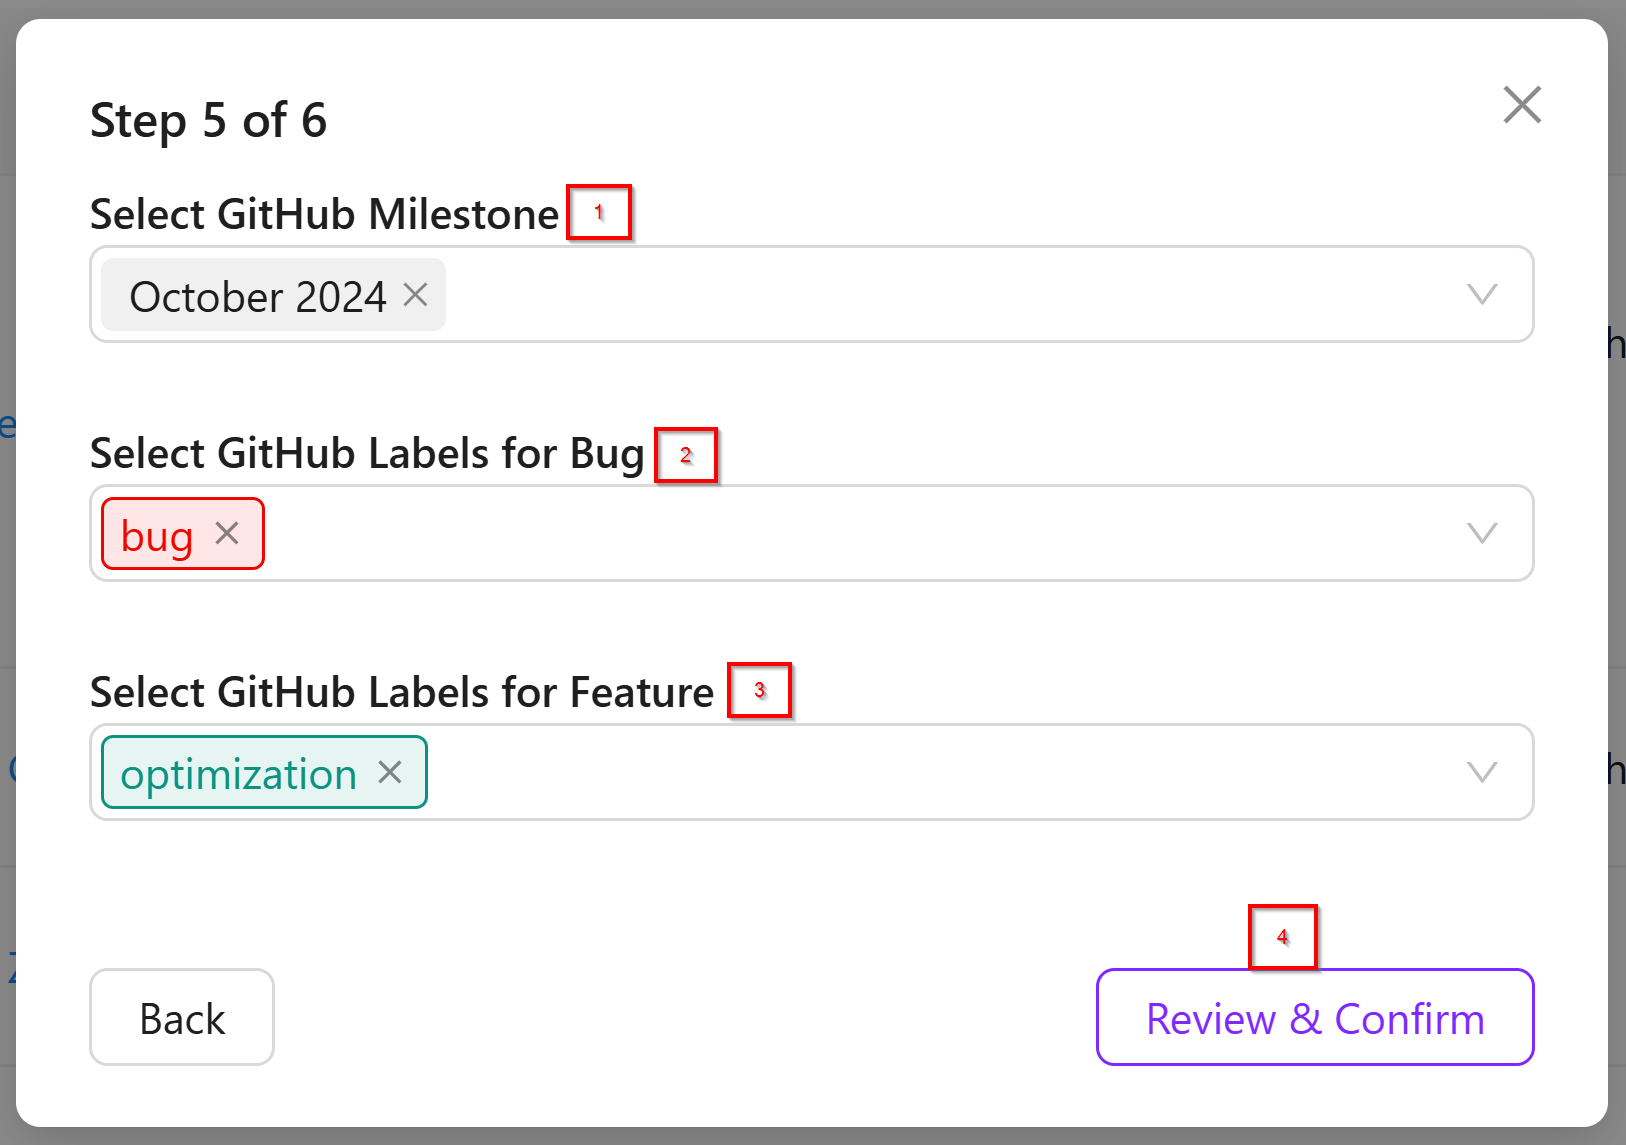 Step 5 of 6
Select GitHub Milestone 1
October 2024
Select GitHub Labels for Bug 2
bug
Select GitHub Labels for Feature 3
optimization
4
Back
Review & Confirm